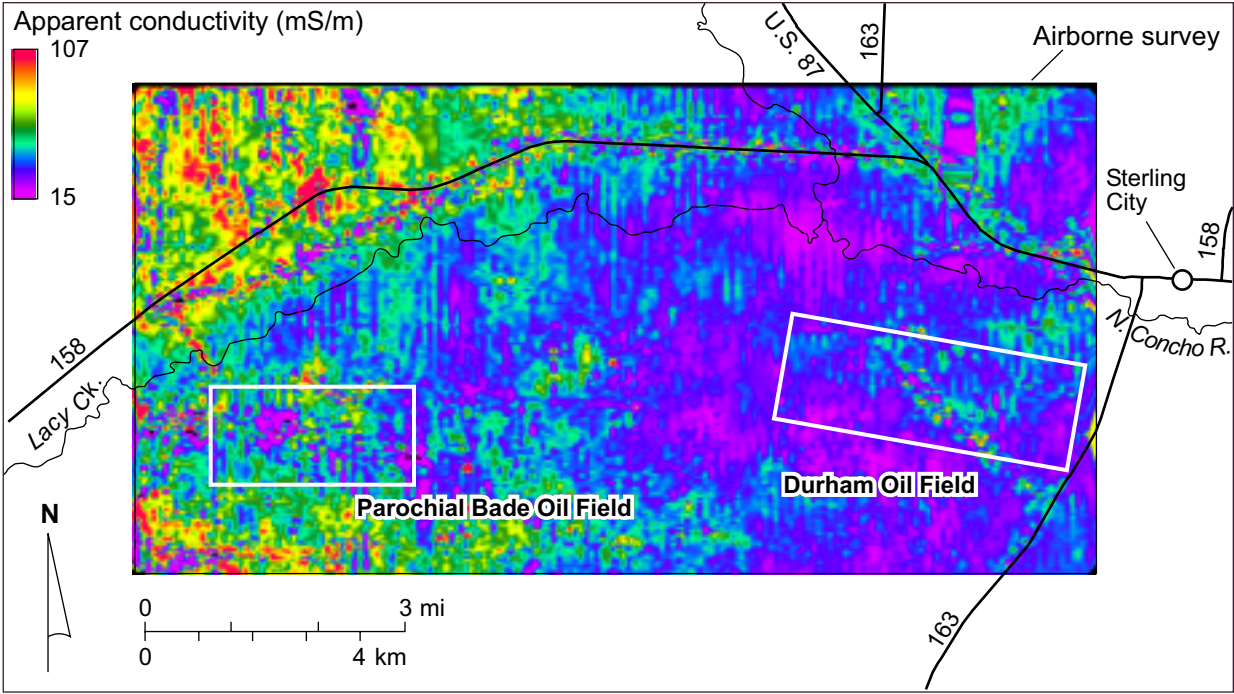 Apparent conductivity (mS/m)
107
15
U.S. 87
163
Airborne survey
Sterling
City
158
N. Concho R.
158
Lacy Ck.
Parochial Bade Oil Field
Durham Oil Field
N
0
3 mi
0
4 km
163